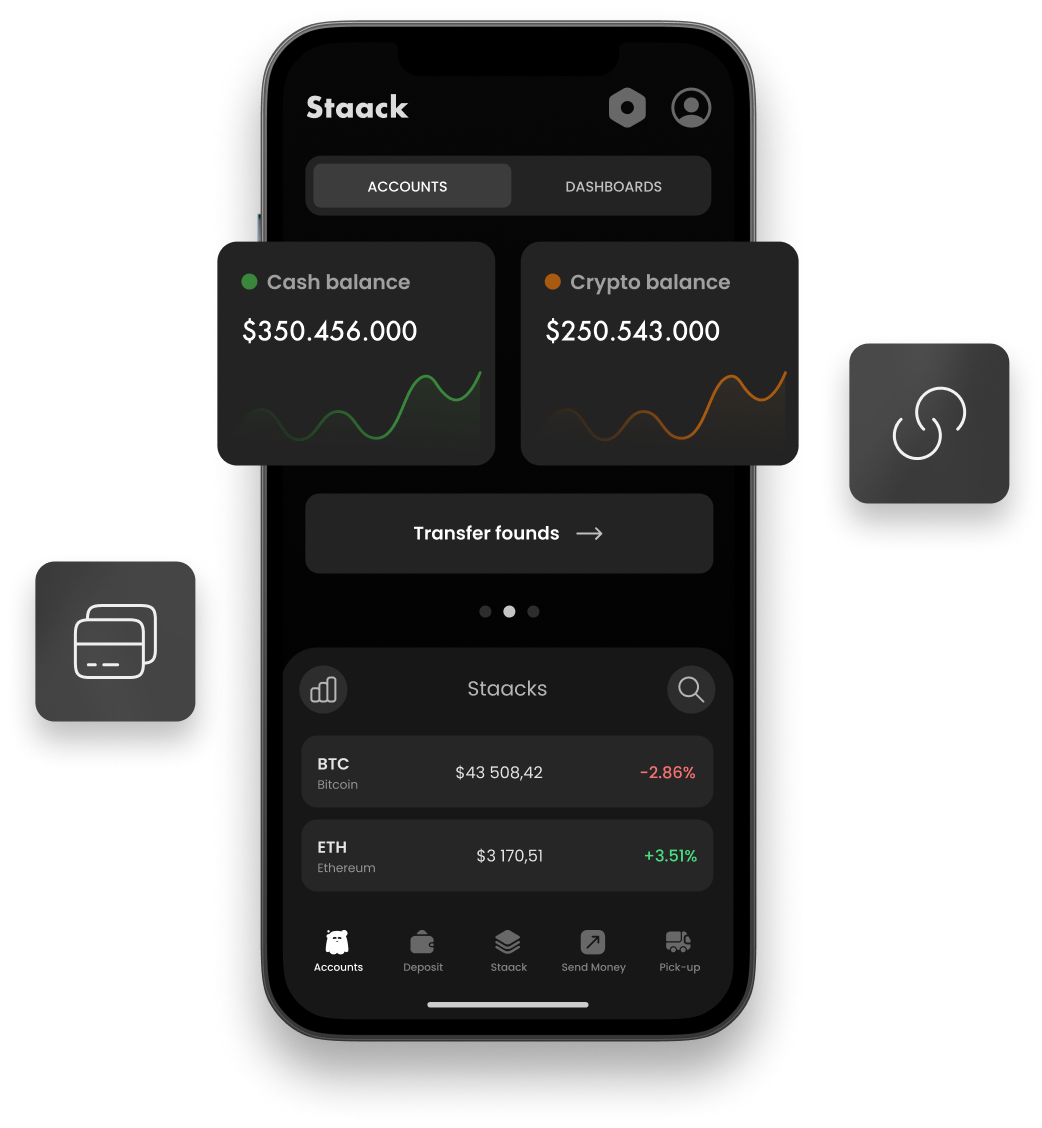 Staack
ACCOUNTS
DASHBOARDS
Cash balance
$350.456.000
Crypto balance
$250.543.000
Transfer founds
Staacks
BTC
Bitcoin
$43 508,42
-2.86%
ETH
Ethereum
$3 170,51
+3.51%
Accounts
Deposit
Staack
Send Money
Pick-up